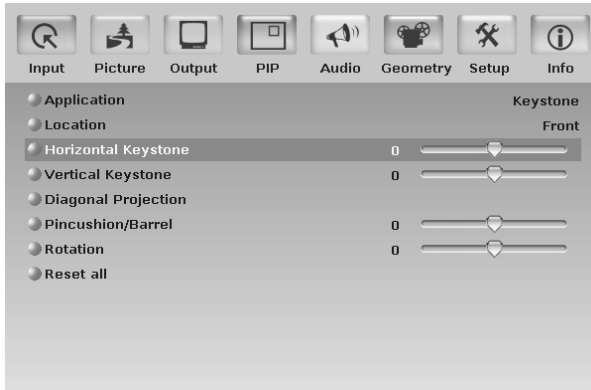 Input Picture Output PIP Audio Geometry Setup Info
Application Keystone
Location Front
Horizontal Keystone 0
Vertical Keystone 0
Diagonal Projection
Pincushion/Barrel 0
Rotation 0
Reset all